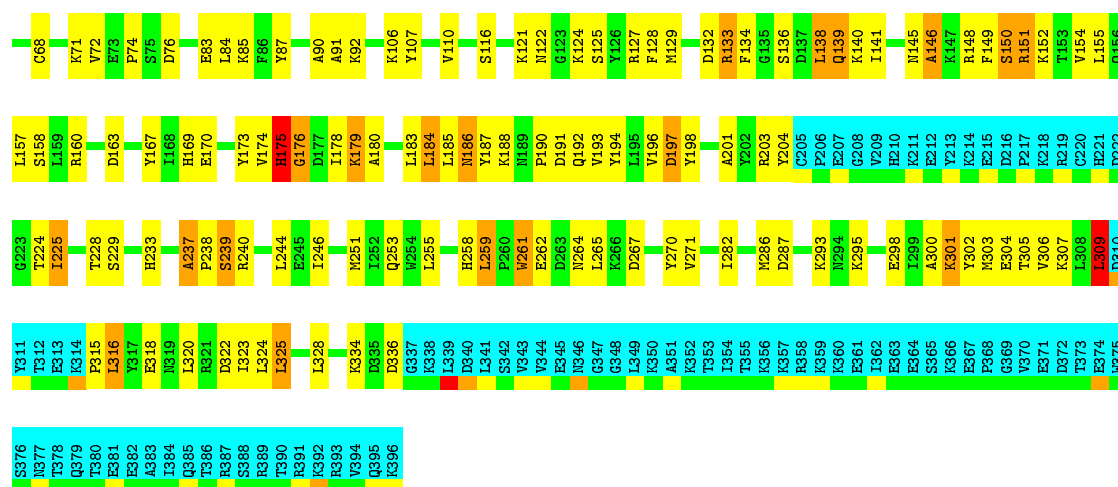 C68 K71 V72 E73 P74 S75 D76 E83 L84 K85 F86 Y87 A90 A91 K92 K106 Y107 V110 S116 K121 N122 G123 K124 S125 Y126 R127 F128 M129 D132 R133 F134 G135 S136 D137 L138 Q139 K140 I141 N145 A146 K147 R148 F149 S150 R151 K152 T153 V154 L155 Q156
L157 S158 L159 R160 D163 Y167 I168 H169 E170 Y173 V174 H175 G176 D177 I178 K179 A180 L183 L184 L185 N186 Y187 K188 N189 P190 D191 Q192 V193 Y194 L195 V196 D197 Y198 A201 Y202 R203 Y204 C205 P206 E207 G208 V209 H210 K211 E212 Y213 K214 E215 D216 P217 K218 R219 C220 H221 D222
G223 T224 I225 T228 S229 H233 A237 P238 S239 R240 L244 E245 I246 M251 I252 Q253 W254 L255 H258 L259 P260 W261 E262 D263 N264 L265 K266 D267 Y270 V271 I282 M286 D287 K293 N294 K295 E298 I299 A300 K301 Y302 M303 E304 T305 V306 K307 L308 L309 D310
Y311 T312 E313 K314 P315 L316 Y317 E318 N319 L320 R321 D322 I323 L324 L325 L328 K334 D335 D336 G337 K338 L339 D340 L341 S342 V343 V344 E345 N346 G347 G348 L349 K350 A351 K352 T353 I354 T355 K356 K357 R358 K359 K360 E361 I362 E363 E364 S365 K366 E367 P368 G369 V370 E371 D372 T373 E374 W375
S376 N377 T378 Q379 T380 E381 E382 A383 I384 Q385 T386 R387 S388 R389 T390 R391 K392 R393 V394 Q395 K396